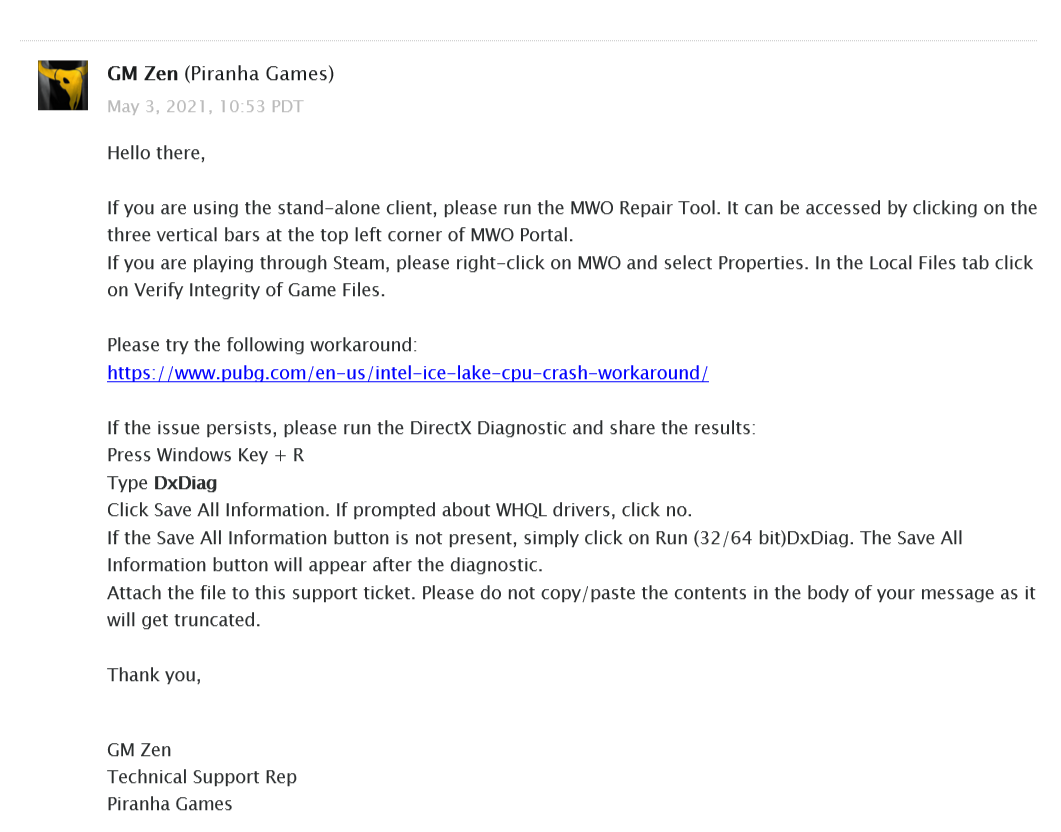 GM Zen (Piranha Games)
May 3, 2021, 10:53 PDT
Hello there,
If you are using the stand-alone client, please run the MWO Repair Tool. It can be accessed by clicking on the
three vertical bars at the top left corner of MWO Portal.
If you are playing through Steam, please right-click on MWO and select Properties. In the Local Files tab click
on Verify Integrity of Game Files.
Please try the following workaround:
https://www.pubg.com/en-us/intel-ice-lake-cpu-crash-workaround/
If the issue persists, please run the DirectX Diagnostic and share the results:
Press Windows Key + R
Type DxDiag
Click Save All Information. If prompted about WHQL drivers, click no.
If the Save All Information button is not present, simply click on Run (32/64 bit)DxDiag. The Save All
Information button will appear after the diagnostic.
Attach the file to this support ticket. Please do not copy/paste the contents in the body of your message as it
will get truncated.
Thank you,
GM Zen
Technical Support Rep
Piranha Games